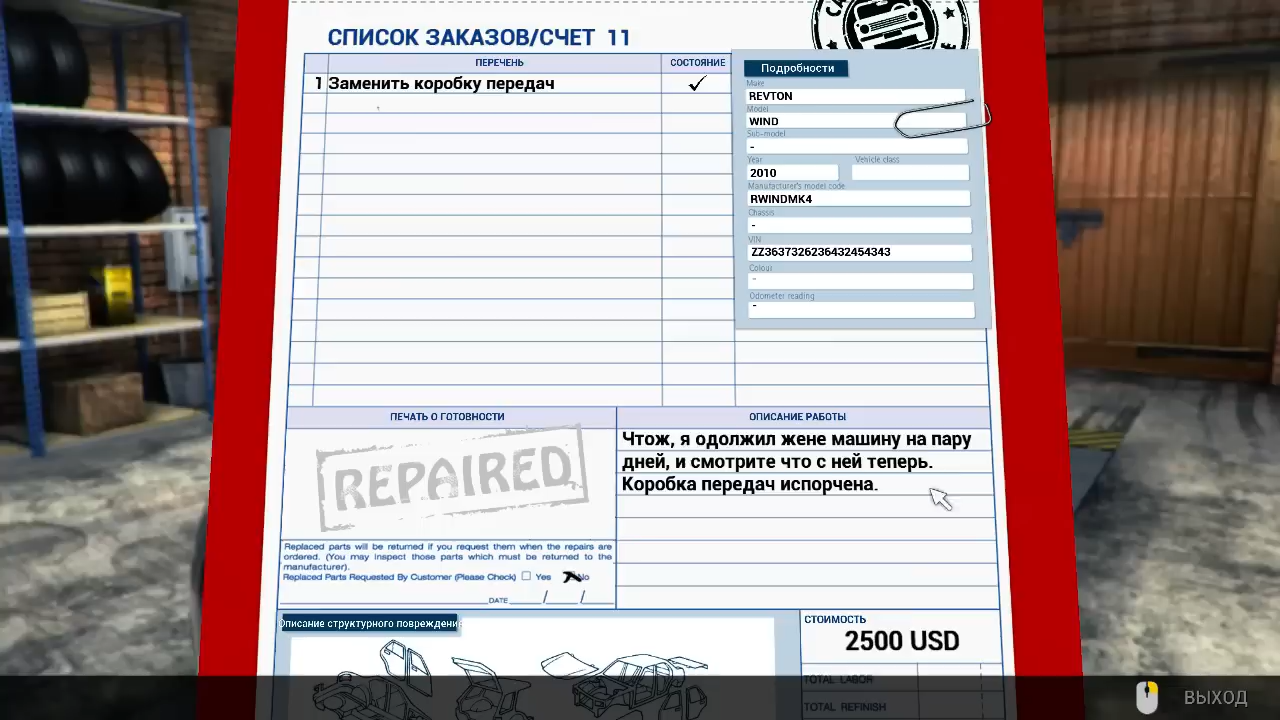 СПИСОК ЗАКАЗОВ/СЧЕТ 11
ПЕРЕЧЕНЬ
СОСТОЯНИЕ
1 Заменить коробку передач
Подробности
Make
REVTON
Model
WIND
Sub-model
-
Year
Vehicle class
2010
Manufacturer's model code
RWINDMK4
Chassis
-
VIN
ZZ3637326236432454343
Colour
-
Odometer reading
-
ПЕЧАТЬ О ГОТОВНОСТИ
ОПИСАНИЕ РАБОТЫ
REPAIRED
Чтож, я одолжил жене машину на пару
дней, и смотрите что с ней теперь.
Коробка передач испорчена.
Replaced parts will be returned if you request them when the repairs are
ordered. (You may inspect those parts which must be returned to the
manufacturer).
Replaced Parts Requested By Customer (Please Check) Yes No
DATE / /
Описание структурного повреждени
СТОИМОСТЬ
2500 USD
TOTAL LABOR
TOTAL REFINISH
ВЫХОД